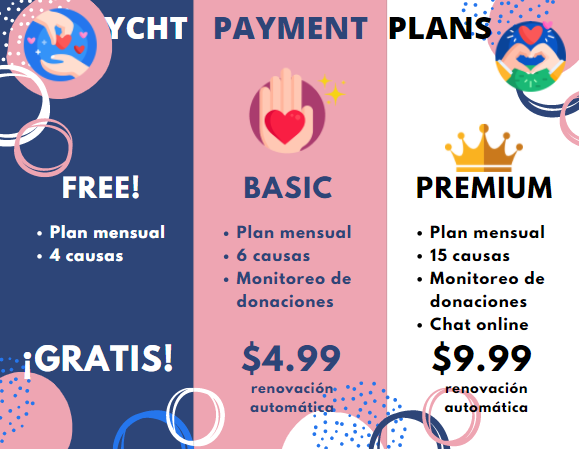 YCHT PAYMENT PLANS
FREE!
• Plan mensual
• 4 causas
¡GRATIS!
BASIC
• Plan mensual
• 6 causas
• Monitoreo de
donaciones
$4.99
renovación
automática
PREMIUM
• Plan mensual
• 15 causas
• Monitoreo de
donaciones
• Chat online
$9.99
renovación
automática